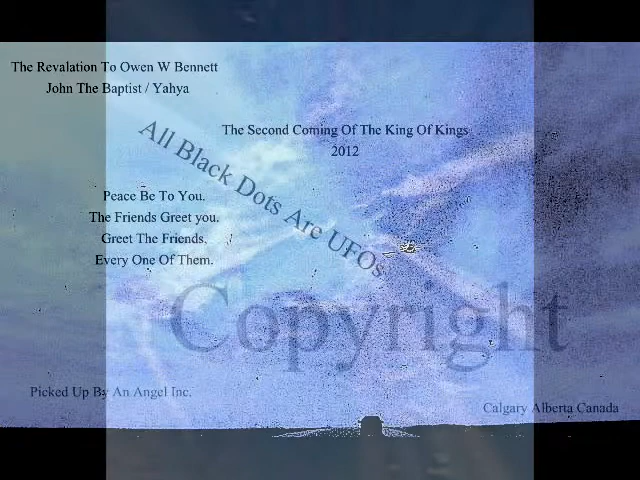 The Revalation To Owen W Bennett
John The Baptist / Yahya
The Second Coming Of The King Of Kings
2012
All Black Dots Are UFOs
Peace Be To You.
The Friends Greet you.
Greet The Friends,
Every One Of Them.
Copyright
Picked Up By An Angel Inc.
Calgary Alberta Canada